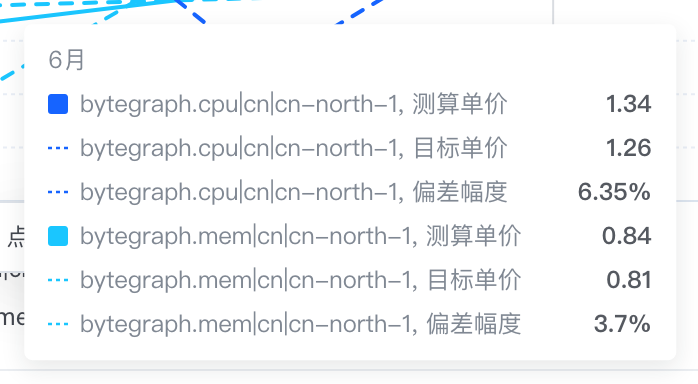 6月
bytegraph.cpu|cn|cn-north-1, 测算单价 1.34
bytegraph.cpu|cn|cn-north-1, 目标单价 1.26
bytegraph.cpu|cn|cn-north-1, 偏差幅度 6.35%
bytegraph.mem|cn|cn-north-1, 测算单价 0.84
点
bytegraph.mem|cn|cn-north-1, 目标单价 0.81
bytegraph.mem|cn|cn-north-1, 偏差幅度 3.7%
me